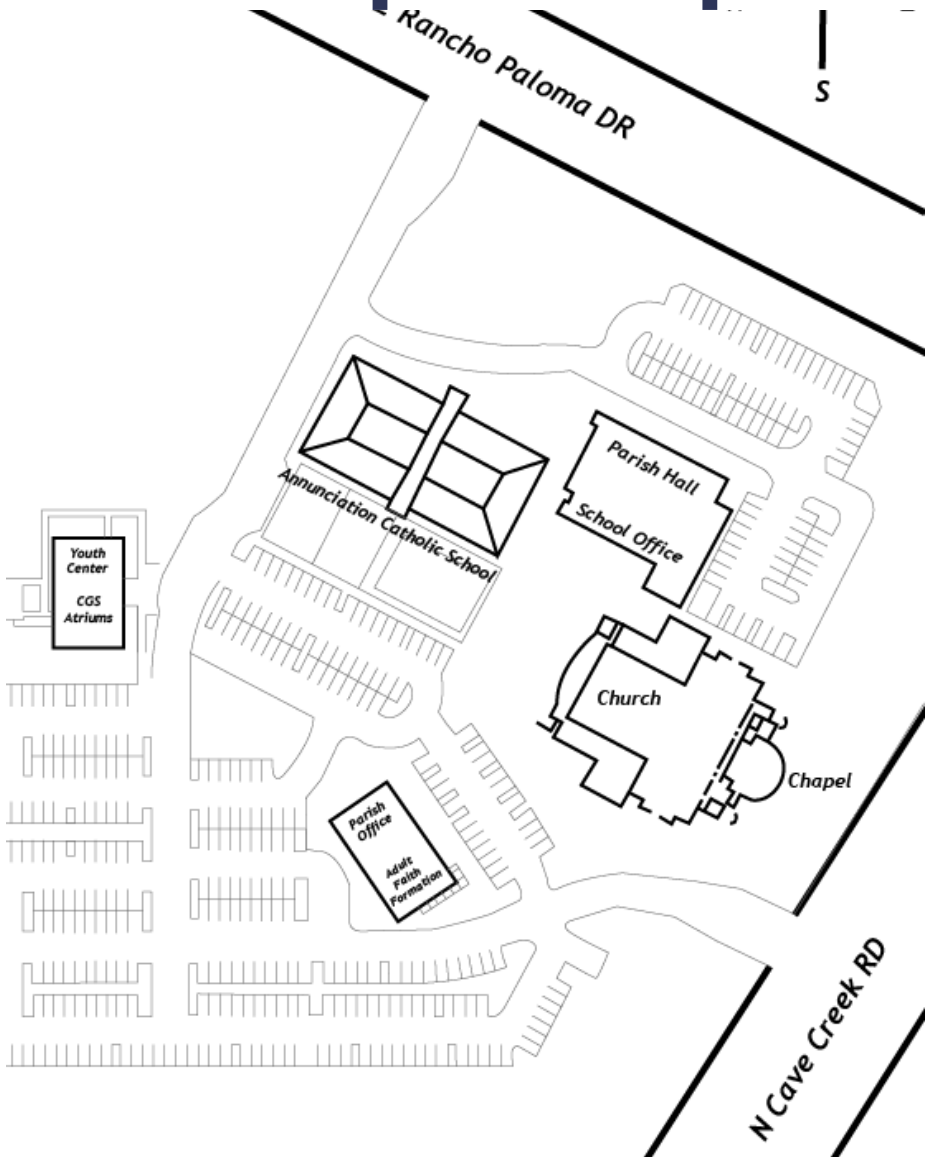 E Rancho Paloma DR
S
Parish Hall
School Office
Annunciation Catholic School
Youth
Center
CGS
Atriums
Church
Chapel
Parish
Office
Adult
Faith
Formation
N Cave Creek RD